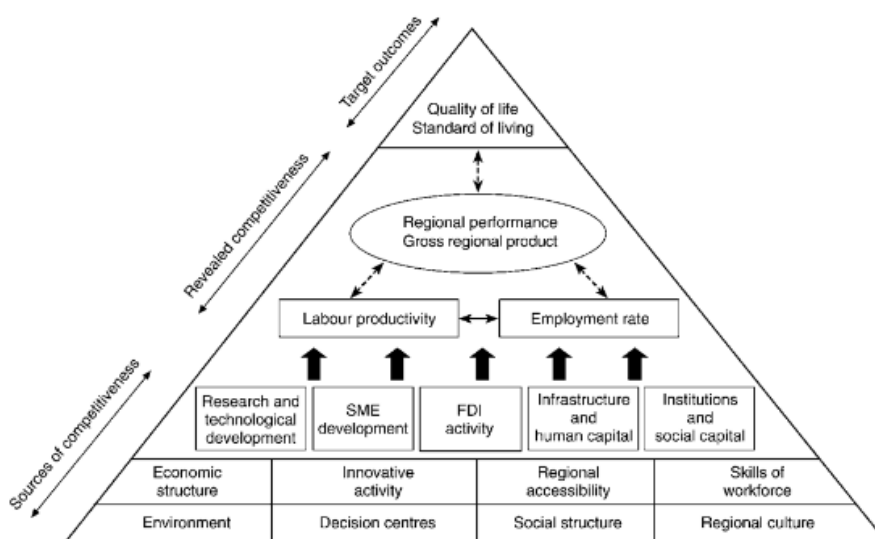 Target outcomes
Quality of life
Standard of living
Revealed competitiveness
Regional performance
Gross regional product
Labour productivity
Employment rate
Sources of competitiveness
Research and
technological
development
SME
development
FDI
activity
Infrastructure
and
human capital
Institutions
and
social capital
Economic
structure
Innovative
activity
Regional
accessibility
Skills of
workforce
Environment
Decision centres
Social structure
Regional culture